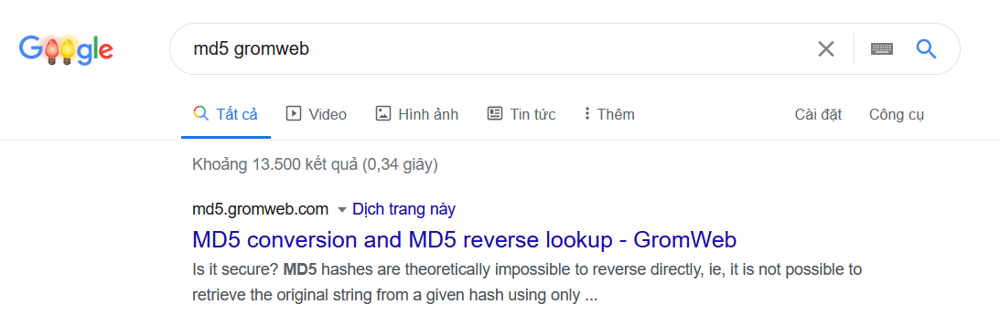 Google
md5 gromweb
Tất cả Video Hình ảnh Tin tức Thêm Cài đặt Công cụ
Khoảng 13.500 kết quả (0,34 giây)
md5.gromweb.com Dịch trang này
MD5 conversion and MD5 reverse lookup - GromWeb
Is it secure? MD5 hashes are theoretically impossible to reverse directly, ie, it is not possible to
retrieve the original string from a given hash using only ...